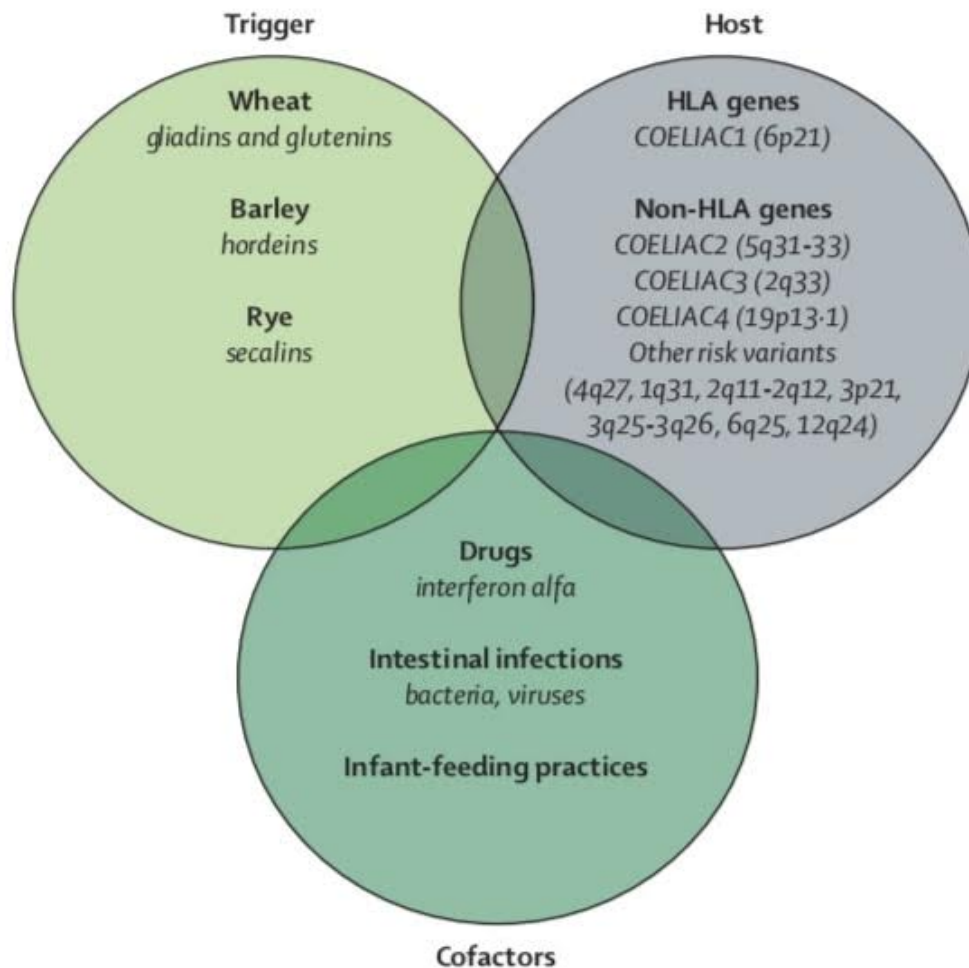 Trigger
Host
Wheat
gliadins and glutenins
Barley
hordeins
Rye
secalins
HLA genes
COELIAC1 (6p21)
Non-HLA genes
COELIAC2 (5q31-33)
COELIAC3 (2q33)
COELIAC4 (19p13·1)
Other risk variants
(4q27, 1q31, 2q11-2q12, 3p21,
3q25-3q26, 6q25, 12q24)
Drugs
interferon alfa
Intestinal infections
bacteria, viruses
Infant-feeding practices
Cofactors